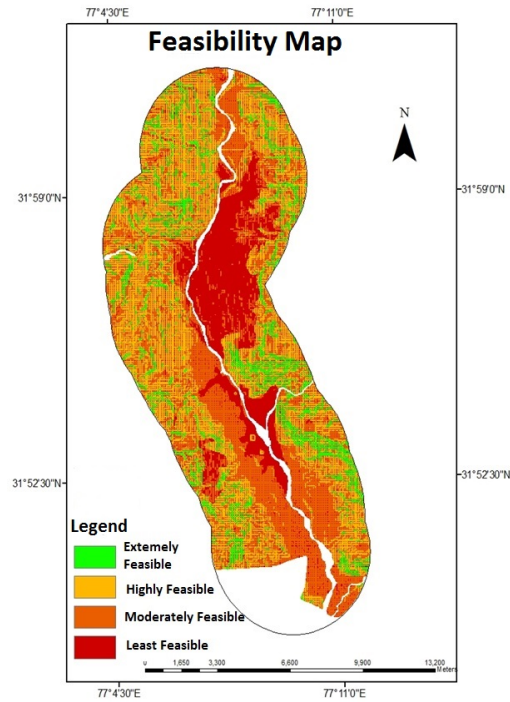 77°4'30"E
77°11'0"E
Feasibility Map
N
31°59'0"N
31°59'0"N
31°52'30"N
31°52'30"N
Legend
Extemely
Feasible
Highly Feasible
Moderately Feasible
Least Feasible
0 1,650 3,300 6,600 9,900 13,200
Meters
77°4'30"E
77°11'0"E